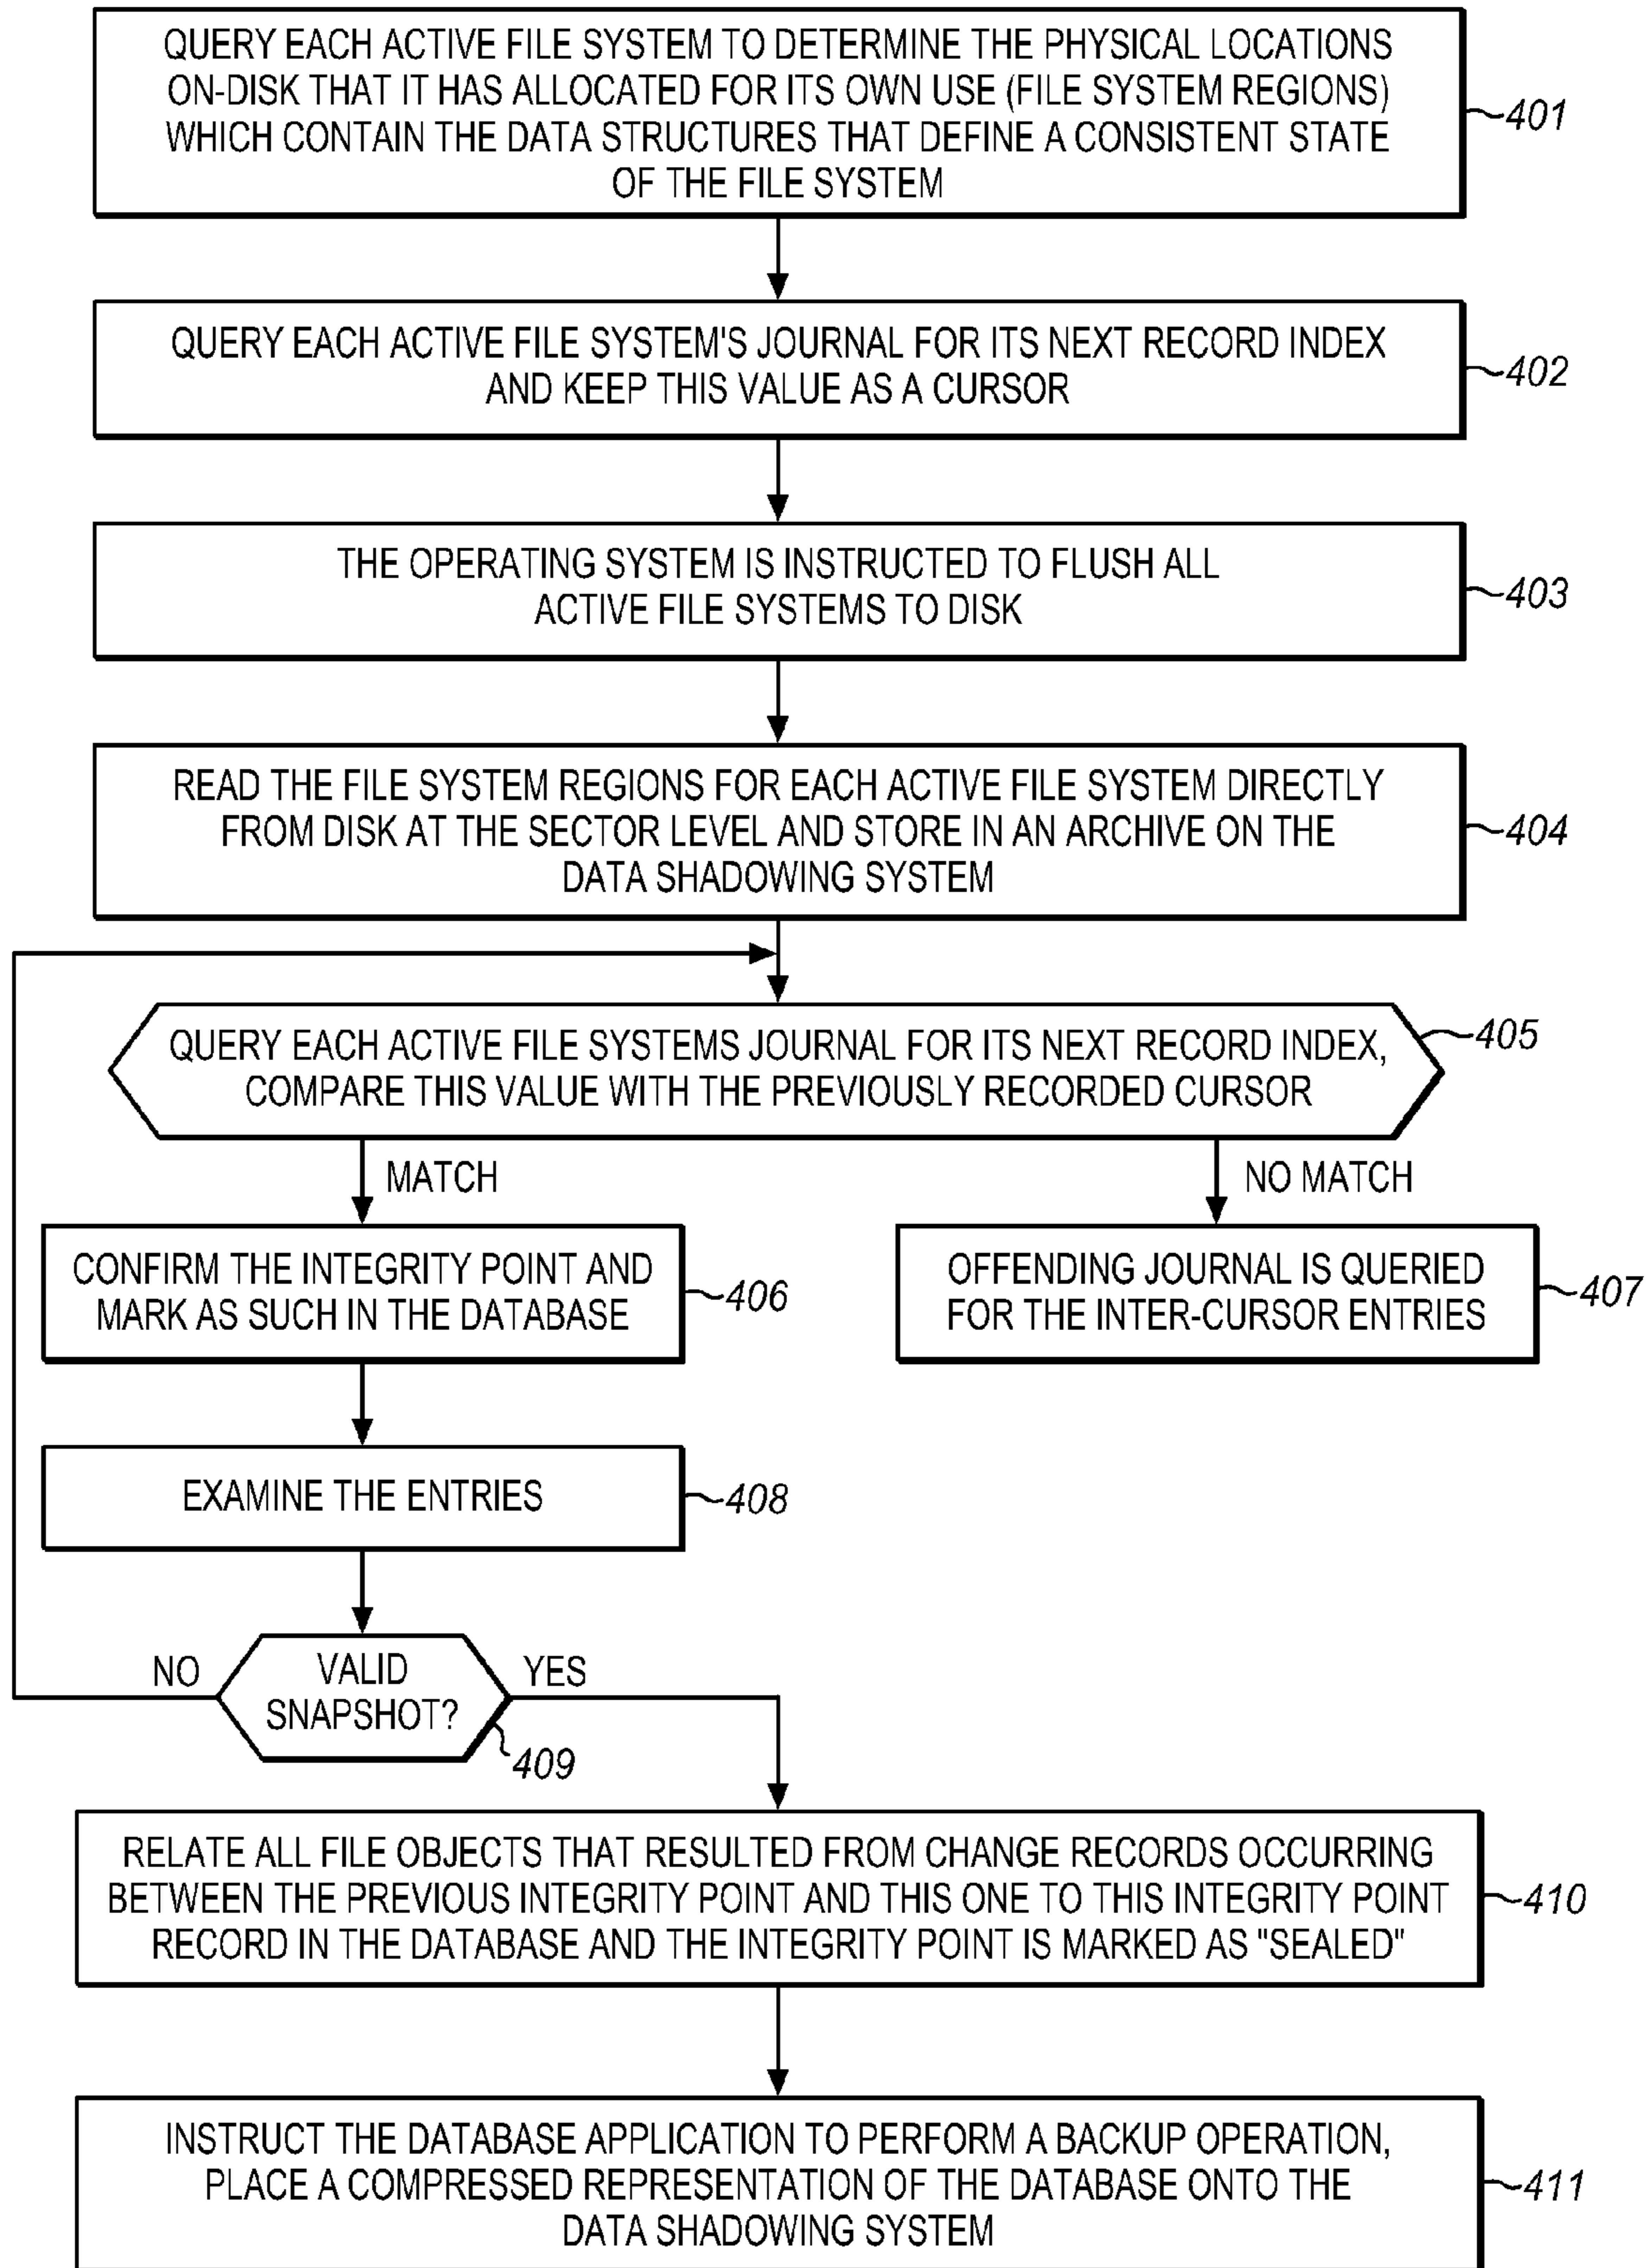 QUERY EACH ACTIVE FILE SYSTEM TO DETERMINE THE PHYSICAL LOCATIONS
ON-DISK THAT IT HAS ALLOCATED FOR ITS OWN USE (FILE SYSTEM REGIONS)
WHICH CONTAIN THE DATA STRUCTURES THAT DEFINE A CONSISTENT STATE
OF THE FILE SYSTEM
401
QUERY EACH ACTIVE FILE SYSTEM'S JOURNAL FOR ITS NEXT RECORD INDEX
AND KEEP THIS VALUE AS A CURSOR
402
THE OPERATING SYSTEM IS INSTRUCTED TO FLUSH ALL
ACTIVE FILE SYSTEMS TO DISK
403
READ THE FILE SYSTEM REGIONS FOR EACH ACTIVE FILE SYSTEM DIRECTLY
FROM DISK AT THE SECTOR LEVEL AND STORE IN AN ARCHIVE ON THE
DATA SHADOWING SYSTEM
404
QUERY EACH ACTIVE FILE SYSTEMS JOURNAL FOR ITS NEXT RECORD INDEX,
COMPARE THIS VALUE WITH THE PREVIOUSLY RECORDED CURSOR
405
MATCH
NO MATCH
CONFIRM THE INTEGRITY POINT AND
MARK AS SUCH IN THE DATABASE
406
OFFENDING JOURNAL IS QUERIED
FOR THE INTER-CURSOR ENTRIES
407
EXAMINE THE ENTRIES
408
NO
VALID
SNAPSHOT?
YES
409
RELATE ALL FILE OBJECTS THAT RESULTED FROM CHANGE RECORDS OCCURRING
BETWEEN THE PREVIOUS INTEGRITY POINT AND THIS ONE TO THIS INTEGRITY POINT
RECORD IN THE DATABASE AND THE INTEGRITY POINT IS MARKED AS "SEALED"
410
INSTRUCT THE DATABASE APPLICATION TO PERFORM A BACKUP OPERATION,
PLACE A COMPRESSED REPRESENTATION OF THE DATABASE ONTO THE
DATA SHADOWING SYSTEM
411